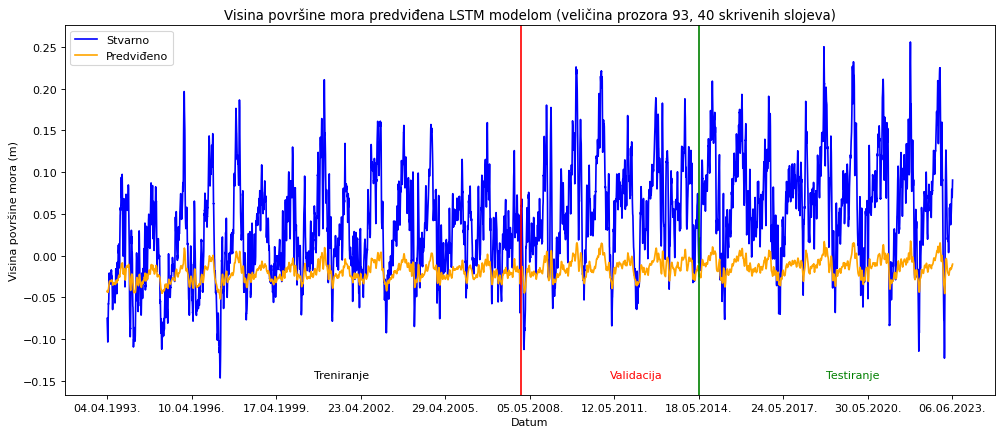 Visina površine mora predviđena LSTM modelom (veličina prozora 93, 40 skrivenih slojeva)
Stvarno
Predviđeno
Visina površine mora (m)
0.25
0.20
0.15
0.10
0.05
0.00
−0.05
−0.10
−0.15
Treniranje
Validacija
Testiranje
04.04.1993.
10.04.1996.
17.04.1999.
23.04.2002.
29.04.2005.
05.05.2008.
12.05.2011.
18.05.2014.
24.05.2017.
30.05.2020.
06.06.2023.
Datum